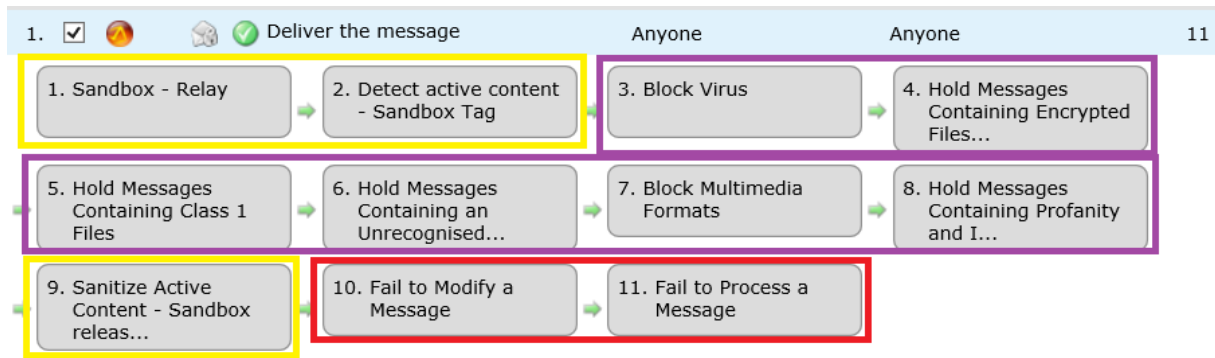 1. Deliver the message Anyone Anyone 11
1. Sandbox - Relay
2. Detect active content
- Sandbox Tag
3. Block Virus
4. Hold Messages
Containing Encrypted
Files...
5. Hold Messages
Containing Class 1
Files
6. Hold Messages
Containing an
Unrecognised...
7. Block Multimedia
Formats
8. Hold Messages
Containing Profanity
and I...
9. Sanitize Active
Content - Sandbox
releas...
10. Fail to Modify a
Message
11. Fail to Process a
Message